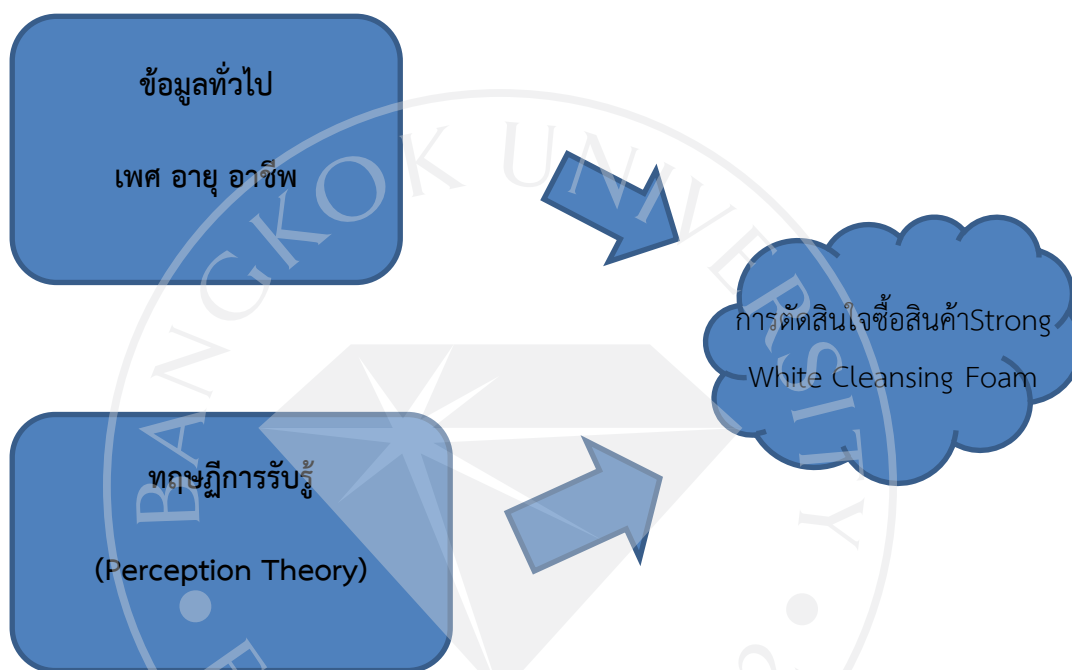 ข้อมูลทั่วไป
เพศ อายุ อาชีพ
ทฤษฎีการรับรู้
(Perception Theory)
การตัดสินใจซื้อสินค้าStrong
White Cleansing Foam
BANGKOK UNIVERSITY